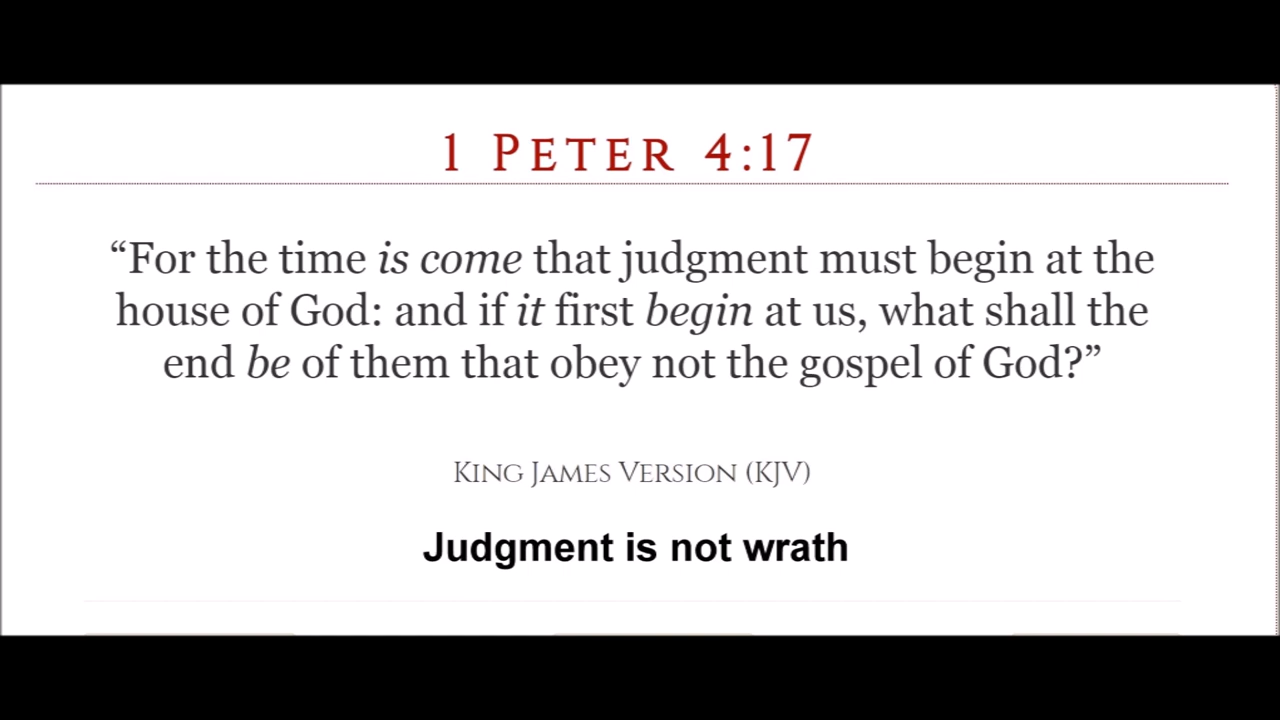 1 PETER 4:17
“For the time is come that judgment must begin at the
house of God: and if it first begin at us, what shall the
end be of them that obey not the gospel of God?”
KING JAMES VERSION (KJV)
Judgment is not wrath